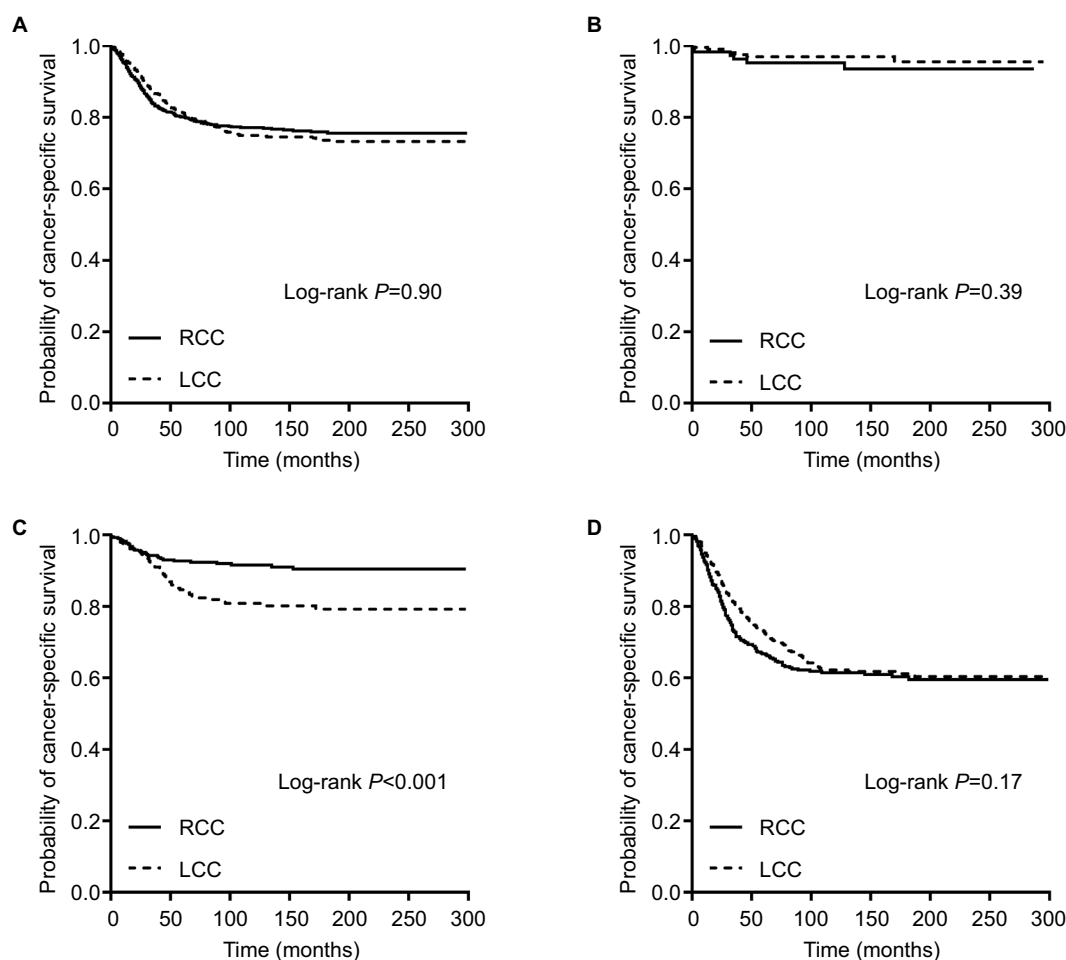 A
Probability of cancer-specific survival
1.0
0.8
0.6
0.4
0.2
0.0
Log-rank P=0.90
RCC
LCC
0 50 100 150 200 250 300
Time (months)
B
Probability of cancer-specific survival
1.0
0.8
0.6
0.4
0.2
0.0
Log-rank P=0.39
RCC
LCC
0 50 100 150 200 250 300
Time (months)
C
Probability of cancer-specific survival
1.0
0.8
0.6
0.4
0.2
0.0
Log-rank P<0.001
RCC
LCC
0 50 100 150 200 250 300
Time (months)
D
Probability of cancer-specific survival
1.0
0.8
0.6
0.4
0.2
0.0
Log-rank P=0.17
RCC
LCC
0 50 100 150 200 250 300
Time (months)